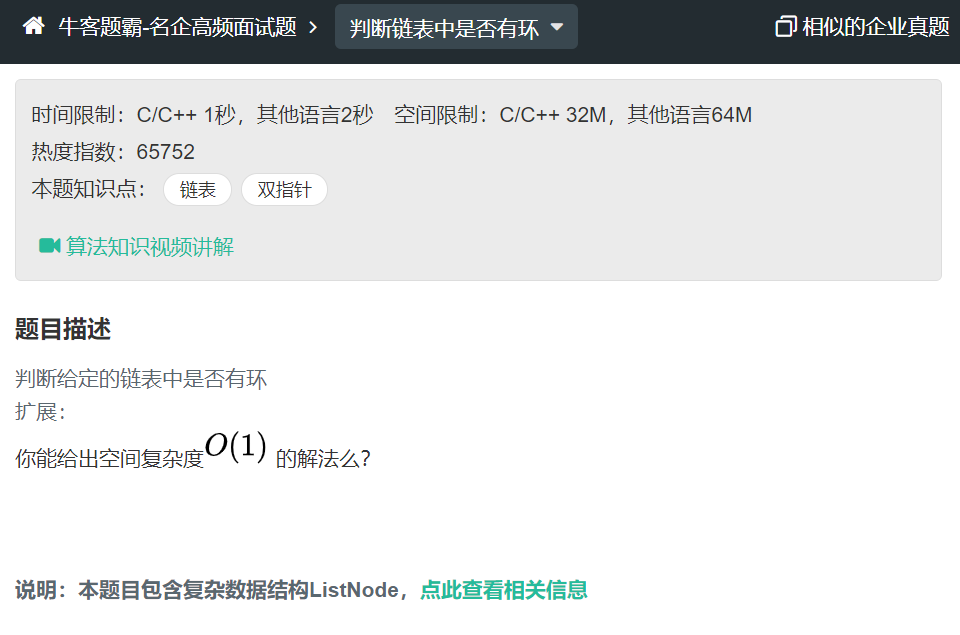 牛客题霸-名企高频面试题 > 判断链表中是否有环 相似的企业真题
时间限制：C/C++ 1秒，其他语言2秒 空间限制：C/C++ 32M，其他语言64M
热度指数：65752
本题知识点： 链表 双指针
算法知识视频讲解
题目描述
判断给定的链表中是否有环
扩展：
你能给出空间复杂度O(1)的解法么?
说明：本题目包含复杂数据结构ListNode，点此查看相关信息